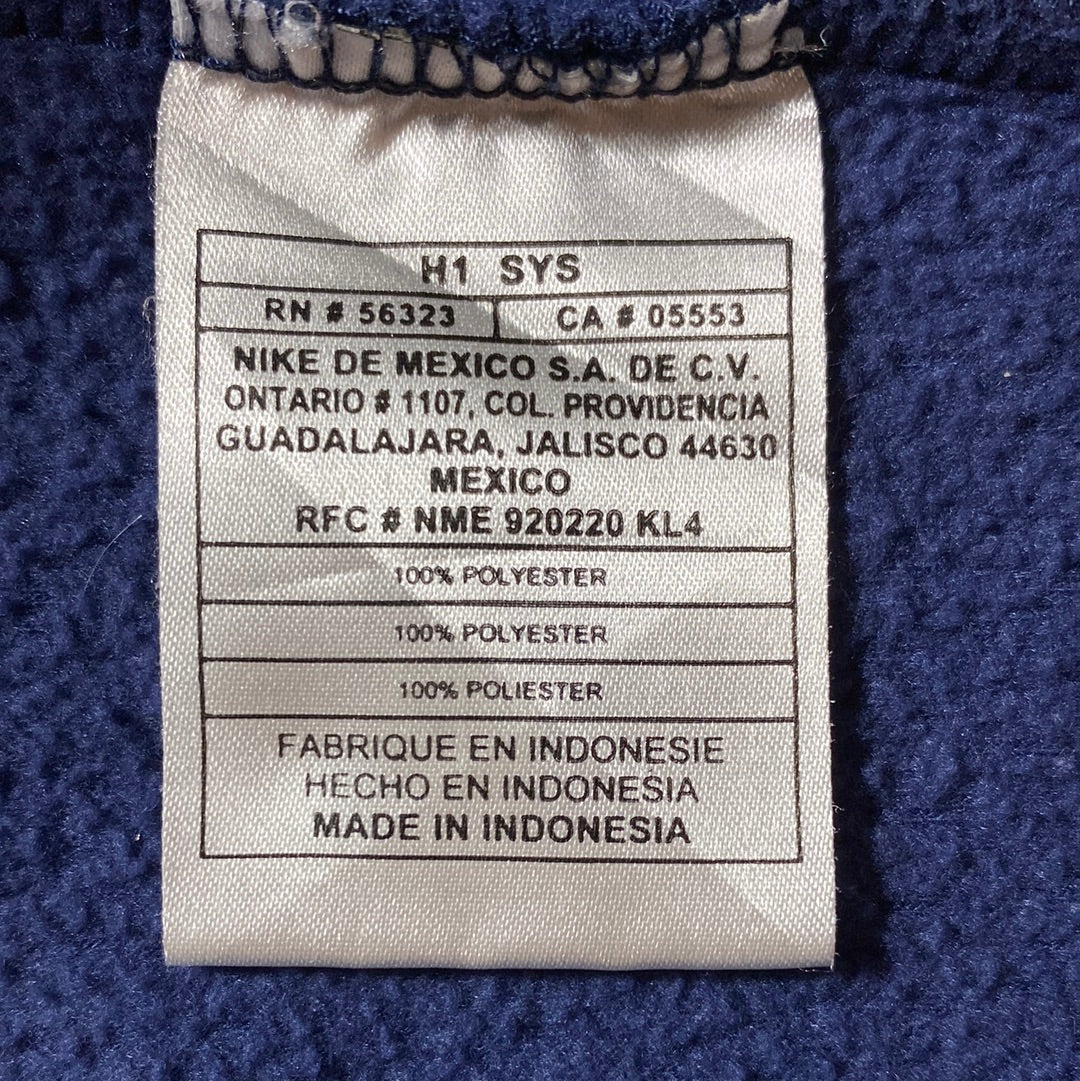 H1 SYS
RN # 56323 CA # 05553
NIKE DE MEXICO S.A. DE C.V.
ONTARIO # 1107, COL. PROVIDENCIA
GUADALAJARA, JALISCO 44630
MEXICO
RFC # NME 920220 KL4
100% POLYESTER
100% POLYESTER
100% POLIESTER
FABRIQUE EN INDONESIE
HECHO EN INDONESIA
MADE IN INDONESIA